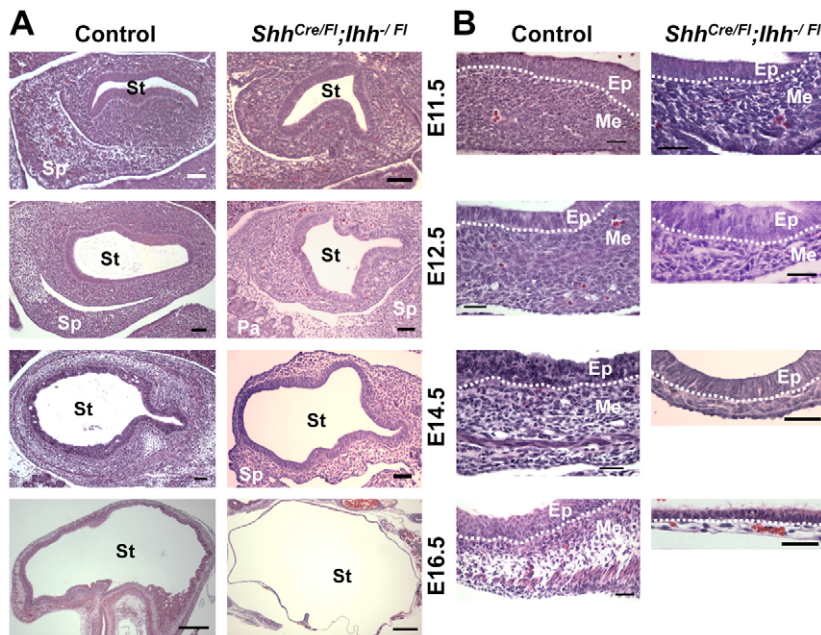 A
Control
Shh^Cre/Fl;Ihh^-/ Fl
B
Control
Shh^Cre/Fl;Ihh^-/ Fl
St
Sp
St
E11.5
Ep
Me
Ep
Me
St
Sp
St
Sp
Pa
E12.5
Ep
Me
Ep
Me
St
St
Sp
E14.5
Ep
Me
Ep
St
St
E16.5
Ep
Me